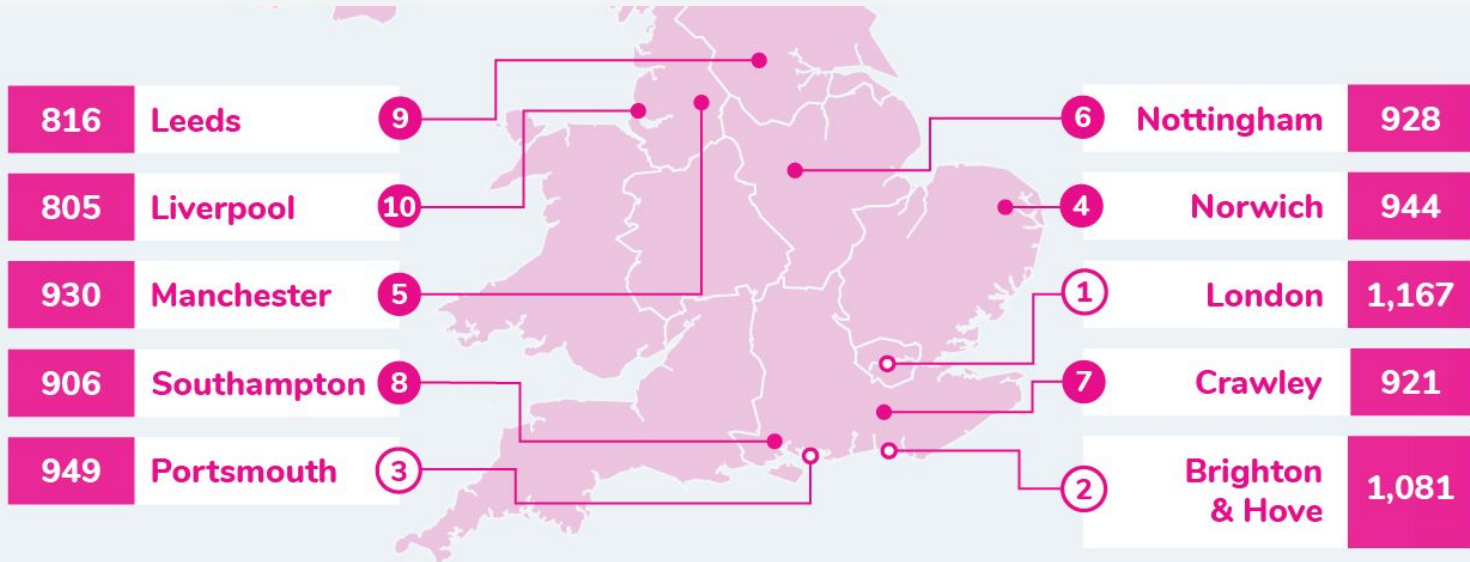 816 Leeds 9
805 Liverpool 10
930 Manchester 5
906 Southampton 8
949 Portsmouth 3
6 Nottingham 928
4 Norwich 944
1 London 1,167
7 Crawley 921
2 Brighton
& Hove 1,081